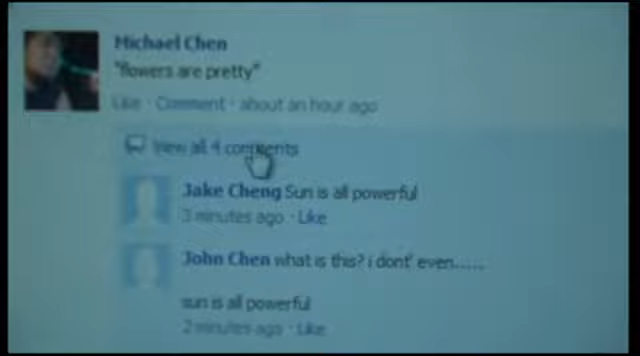 Michael Chen
"flowers are pretty"
Like · Comment · about an hour ago
View all 4 comments
Jake Cheng Sun is all powerful
3 minutes ago · Like
John Chen what is this? i dont' even......
sun is all powerful
2 minutes ago · Like